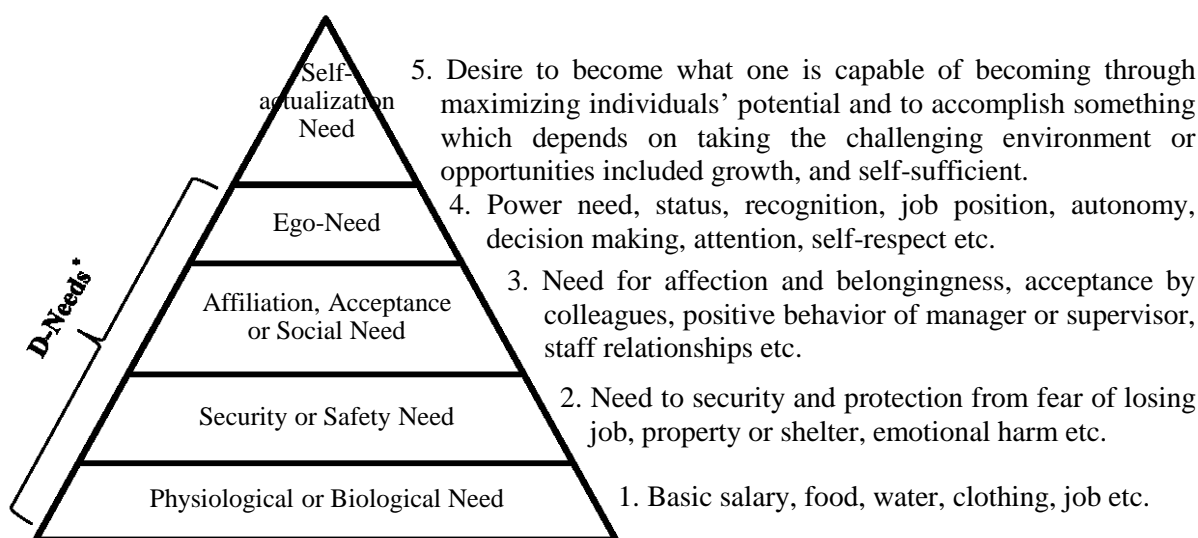 Self-
actualization
Need
5. Desire to become what one is capable of becoming through
maximizing individuals’ potential and to accomplish something
which depends on taking the challenging environment or
opportunities included growth, and self-sufficient.
Ego-Need
4. Power need, status, recognition, job position, autonomy,
decision making, attention, self-respect etc.
D-Needs *
Affiliation, Acceptance
or Social Need
3. Need for affection and belongingness, acceptance by
colleagues, positive behavior of manager or supervisor,
staff relationships etc.
Security or Safety Need
2. Need to security and protection from fear of losing
job, property or shelter, emotional harm etc.
Physiological or Biological Need
1. Basic salary, food, water, clothing, job etc.